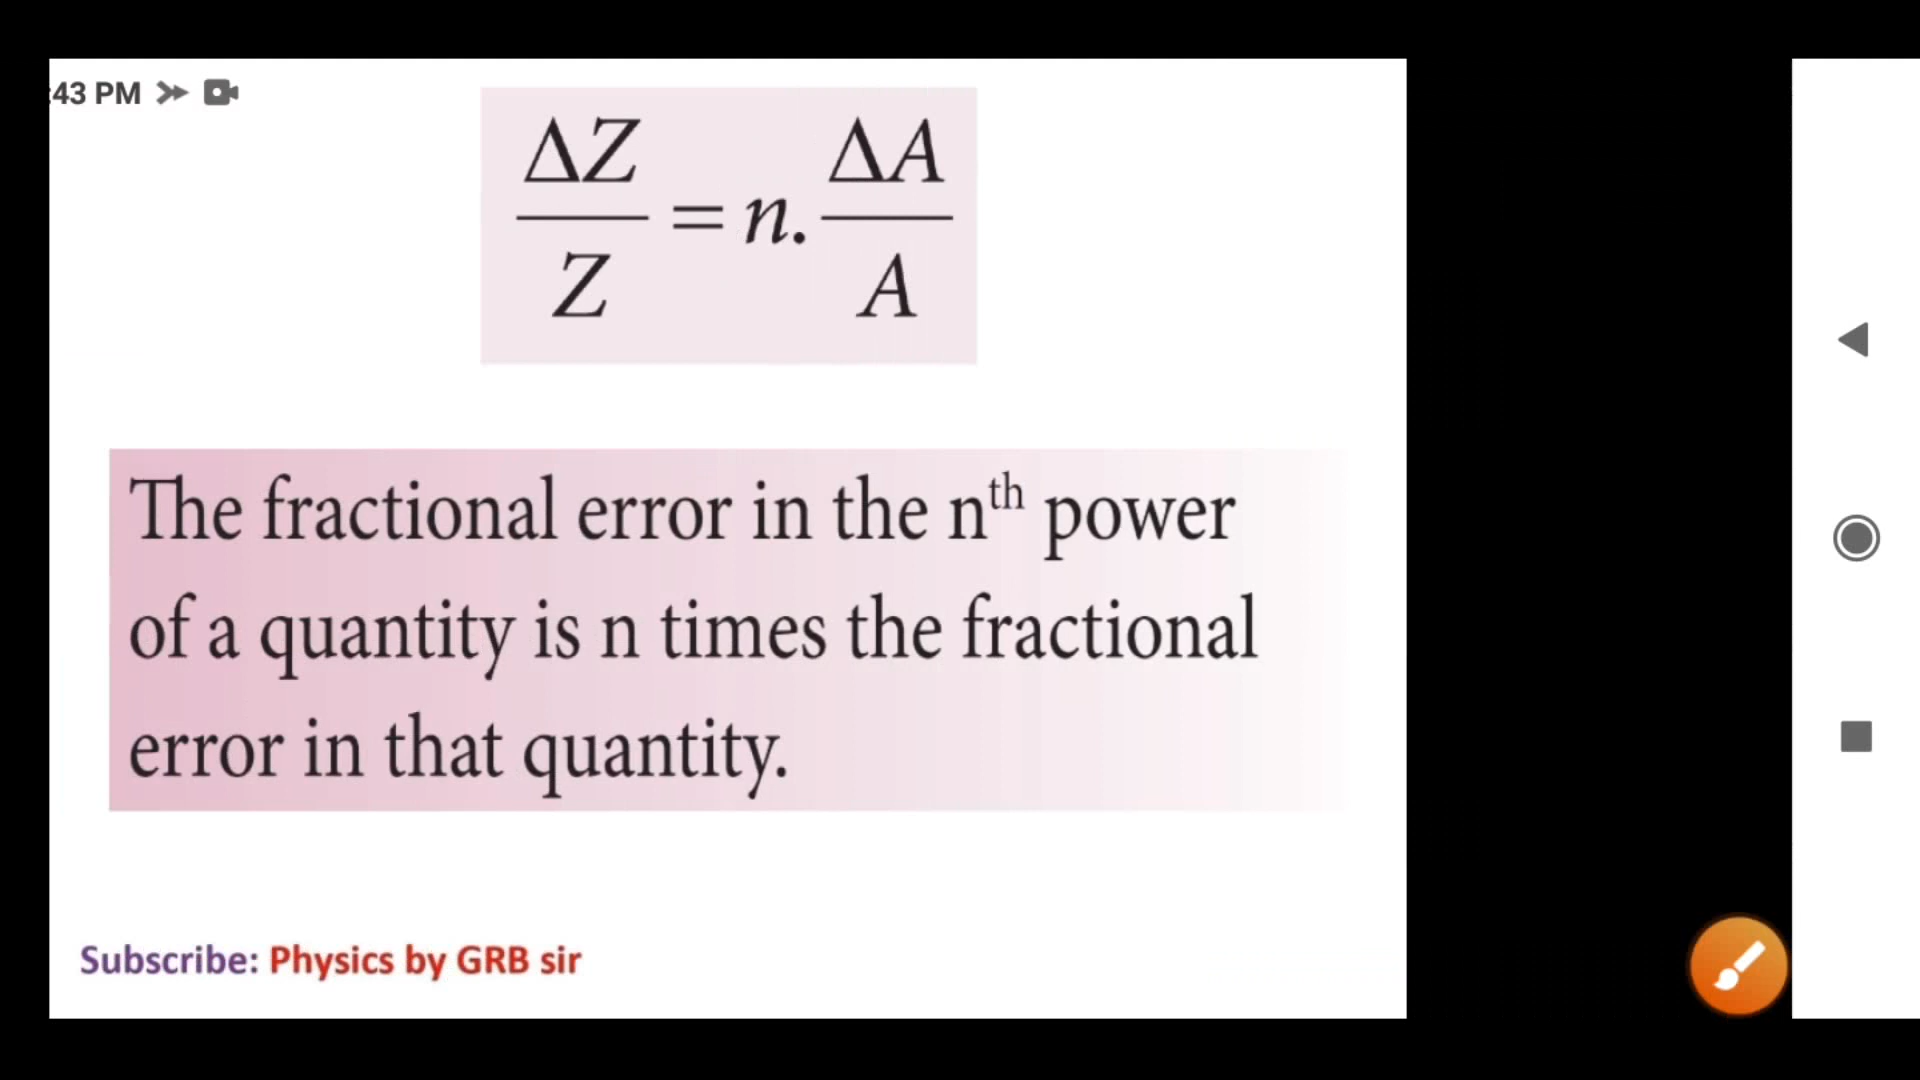 :43 PM
ΔZ/Z = n. ΔA/A
The fractional error in the nᵗʰ power
of a quantity is n times the fractional
error in that quantity.
Subscribe: Physics by GRB sir